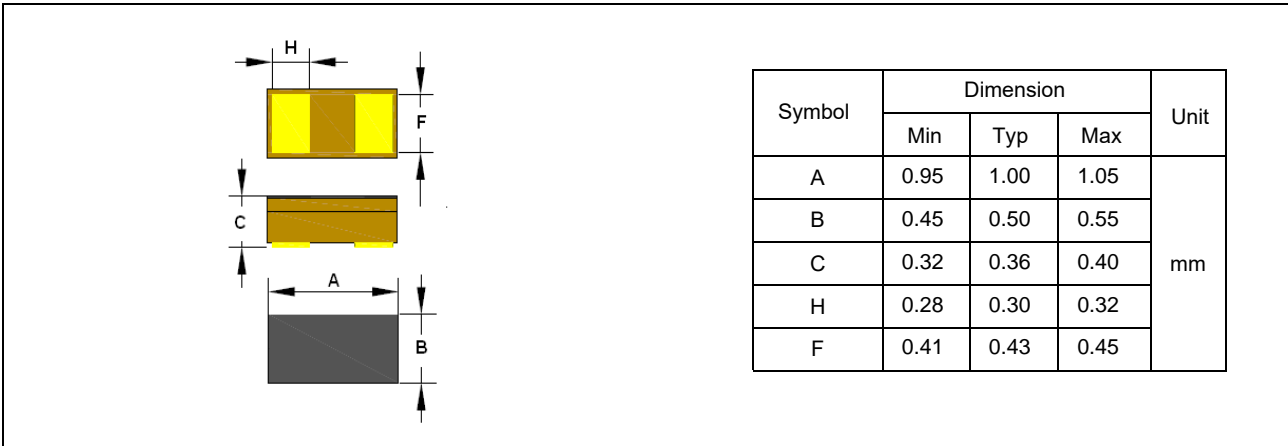 H
F
C
A
B
Symbol Dimension Unit
Min Typ Max
A 0.95 1.00 1.05
B 0.45 0.50 0.55
C 0.32 0.36 0.40 mm
H 0.28 0.30 0.32
F 0.41 0.43 0.45